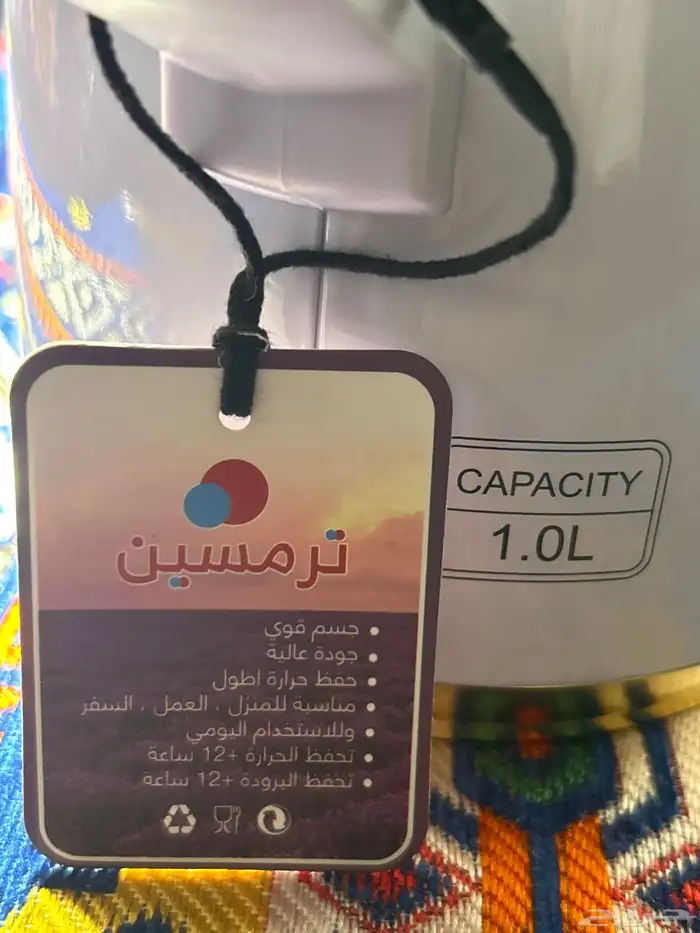 ترمسين
• جسم قوي
• جودة عالية
• حفظ حرارة اطول
• مناسبة للمنزل ، العمل ، السفر
• وللاستخدام اليومي
• تحفظ الحرارة +12 ساعة
• تحفظ البرودة +12 ساعة
CAPACITY
1.0L
حراج